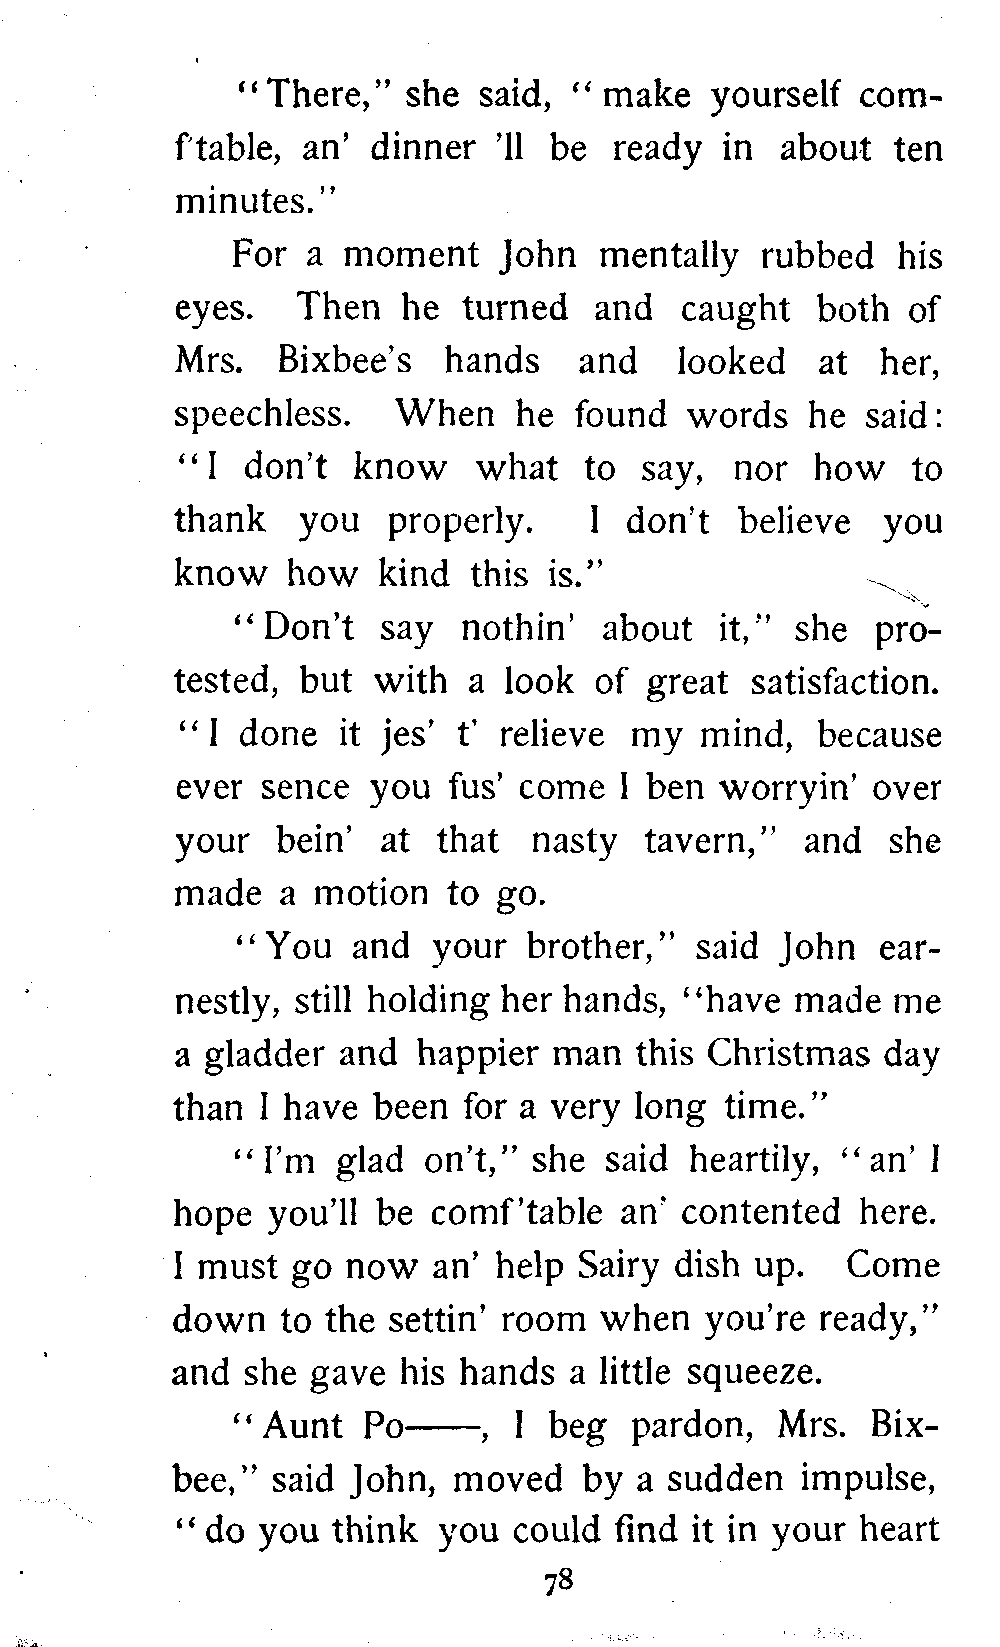 “There,” she said, “make yourself com-
f'table, an' dinner 'll be ready in about ten
minutes.”
For a moment John mentally rubbed his
eyes. Then he turned and caught both of
Mrs. Bixbee's hands and looked at her,
speechless. When he found words he said:
“I don't know what to say, nor how to
thank you properly. I don't believe you
know how kind this is.”
“Don't say nothin' about it,” she pro-
tested, but with a look of great satisfaction.
“I done it jes' t' relieve my mind, because
ever sence you fus' come I ben worryin' over
your bein' at that nasty tavern,” and she
made a motion to go.
“You and your brother,” said John ear-
nestly, still holding her hands, “have made me
a gladder and happier man this Christmas day
than I have been for a very long time.”
“I'm glad on't,” she said heartily, “an' I
hope you'll be comf'table an' contented here.
I must go now an' help Sairy dish up. Come
down to the settin' room when you're ready,”
and she gave his hands a little squeeze.
“Aunt Po——, I beg pardon, Mrs. Bix-
bee,” said John, moved by a sudden impulse,
“do you think you could find it in your heart
78